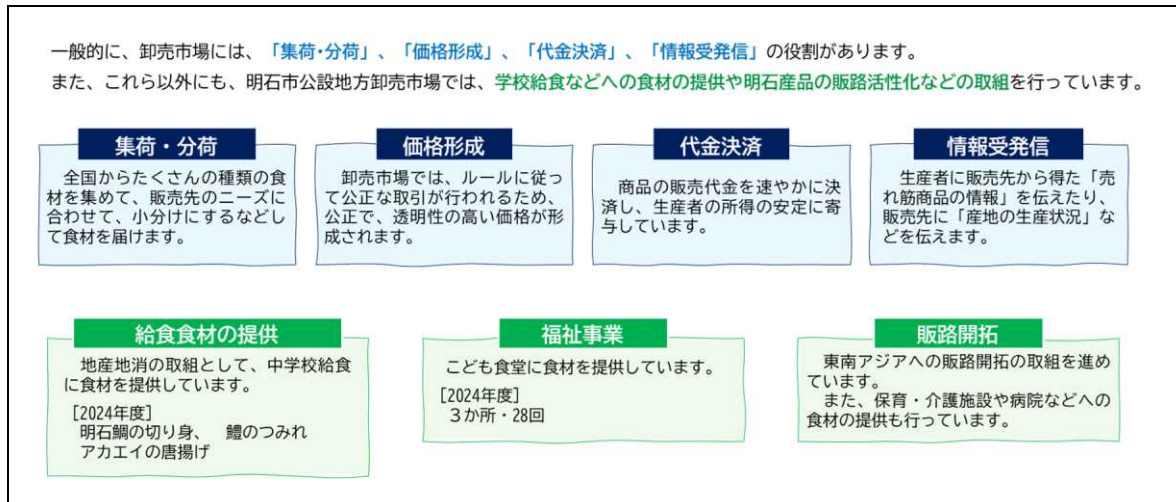 一般的に、卸売市場には、「集荷・分荷」、「価格形成」、「代金決済」、「情報受発信」の役割があります。
また、これら以外にも、明石市公設地方卸売市場では、学校給食などへの食材の提供や明石産品の販路活性化などの取組を行っています。
集荷・分荷
全国からたくさんの種類の食
材を集めて、販売先のニーズに
合わせて、小分けにするなどし
て食材を届けます。
価格形成
卸売市場では、ルールに従っ
て公正な取引が行われるため、
公正で、透明性の高い価格が形
成されます。
代金決済
商品の販売代金を速やかに決
済し、生産者の所得の安定に寄
与しています。
情報受発信
生産者に販売先から得た「売
れ筋商品の情報」を伝えたり、
販売先に「産地の生産状況」な
どを伝えます。
給食食材の提供
地産地消の取組として、中学校給食
に食材を提供しています。
[2024年度]
明石鯛の切り身、 鱧のつみれ
アカエイの唐揚げ
福祉事業
こども食堂に食材を提供しています。
[2024年度]
3か所・28回
販路開拓
東南アジアへの販路開拓の取組を進め
ています。
また、保育・介護施設や病院などへの
食材の提供も行っています。